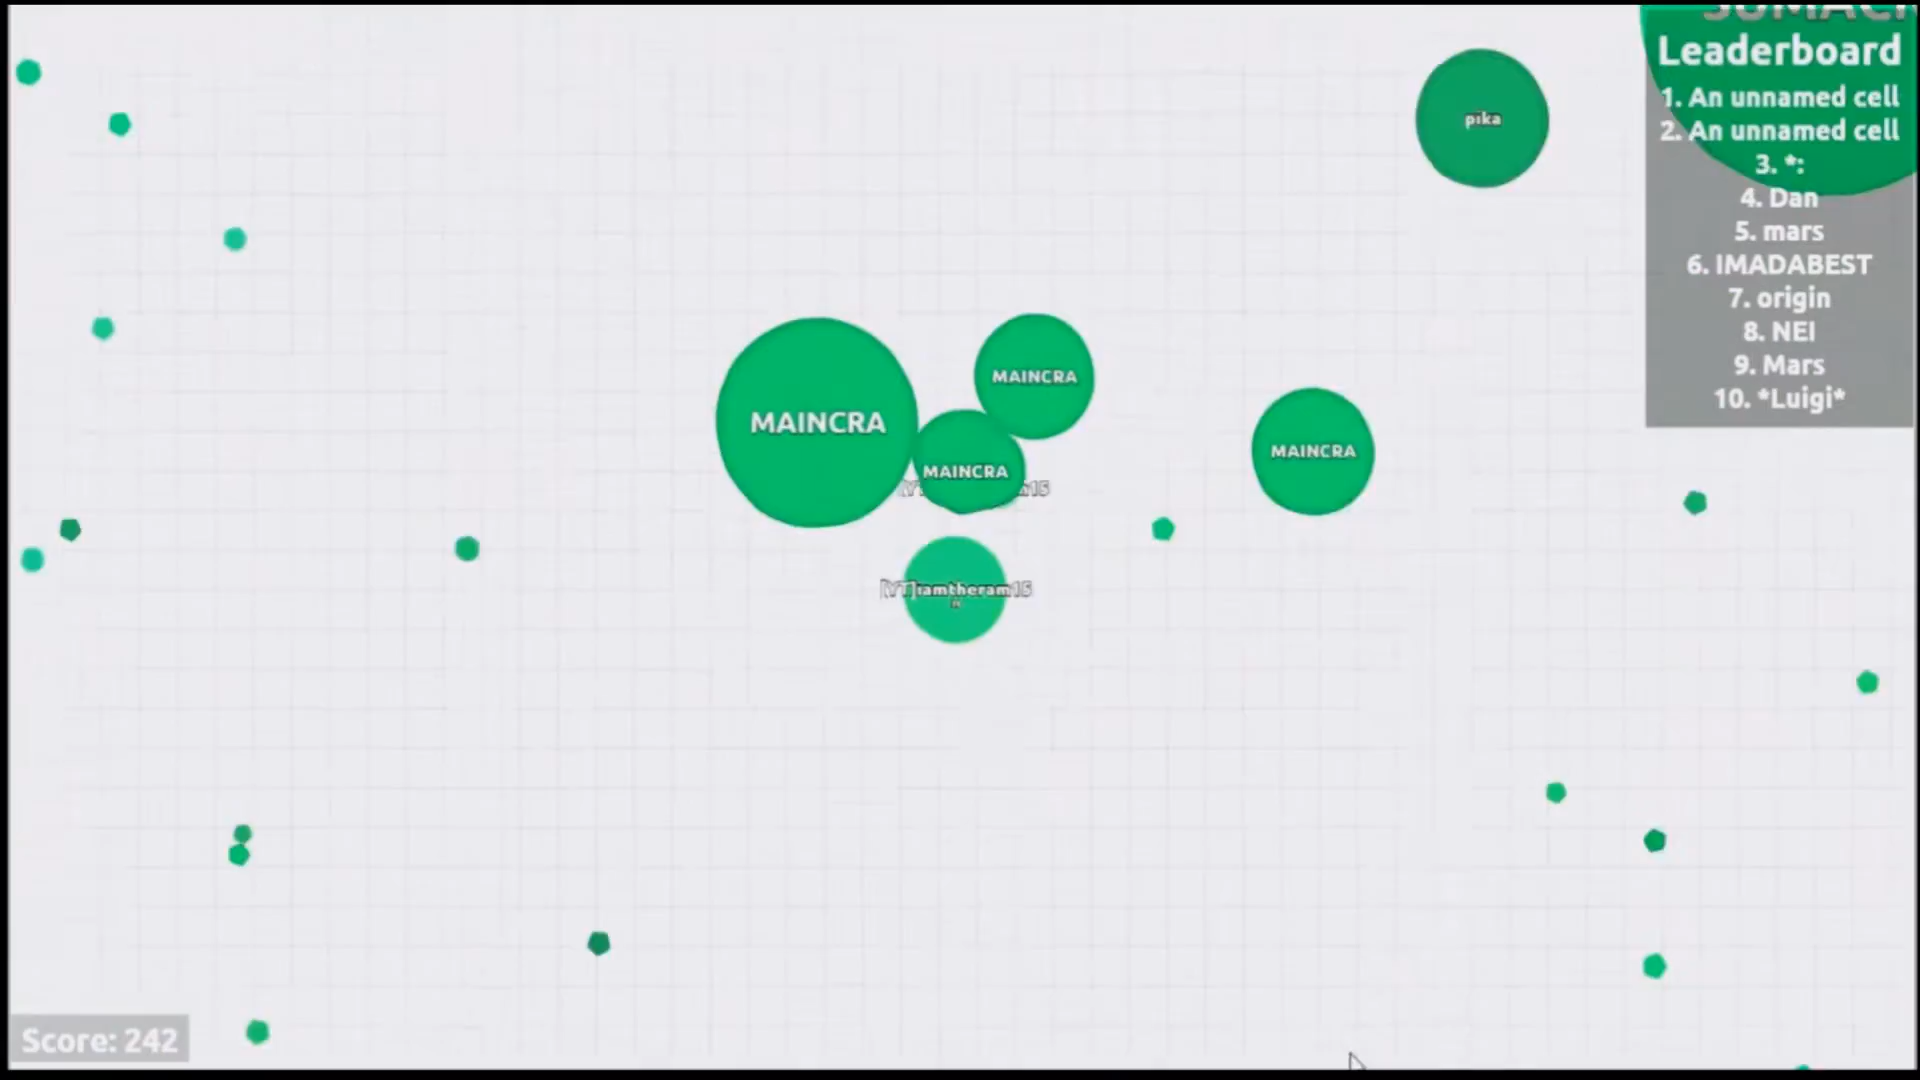 Leaderboard
1. An unnamed cell
2. An unnamed cell
3. *:
4. Dan
5. mars
6. IMADABEST
7. origin
8. NEI
9. Mars
10. *Luigi*
pika
MAINCRA
MAINCRA
MAINCRA
MAINCRA
[YT]iamtheram15
Score: 242